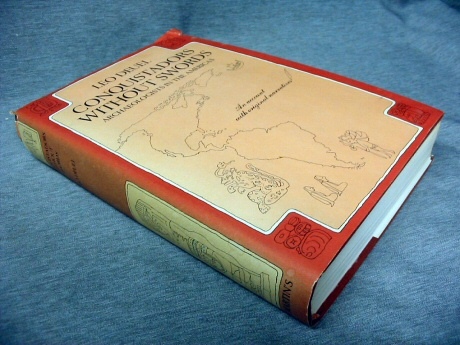 LEO DEUEL
CONQUISTADORS
WITHOUT SWORDS
ARCHAEOLOGISTS IN THE AMERICAS
An account
with original narratives